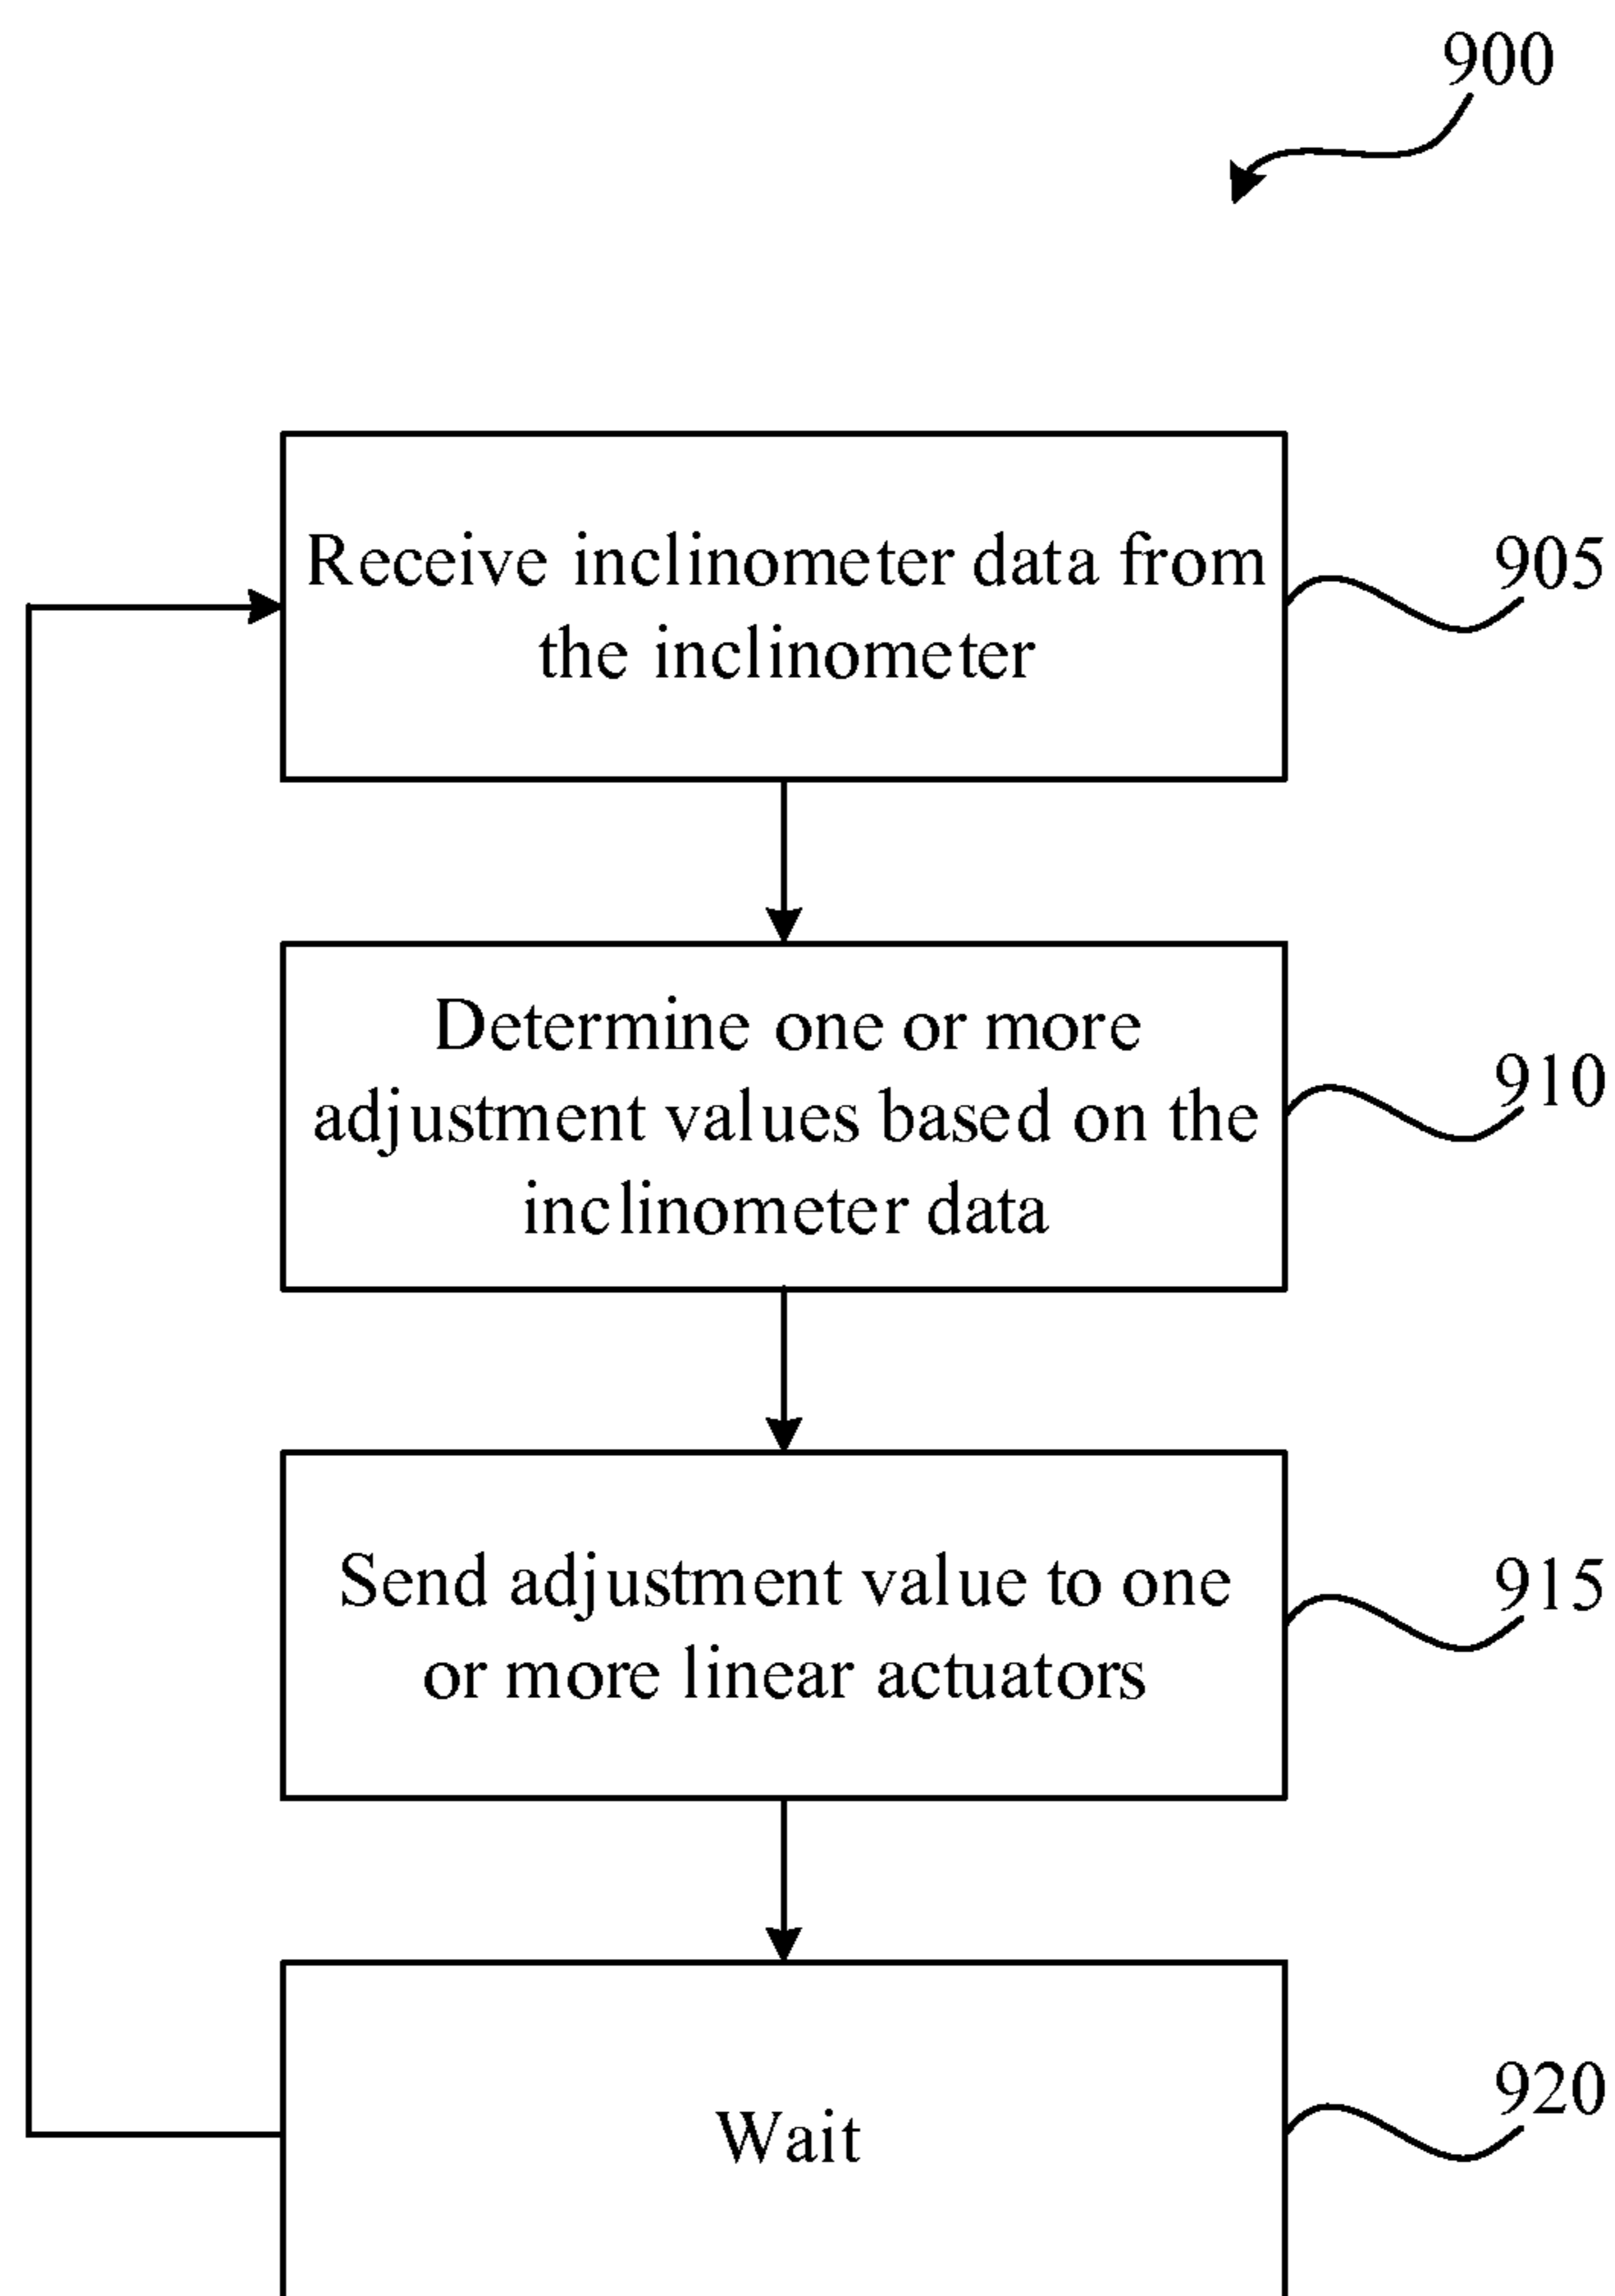 900
Receive inclinometer data from
the inclinometer
905
Determine one or more
adjustment values based on the
inclinometer data
910
Send adjustment value to one
or more linear actuators
915
Wait
920